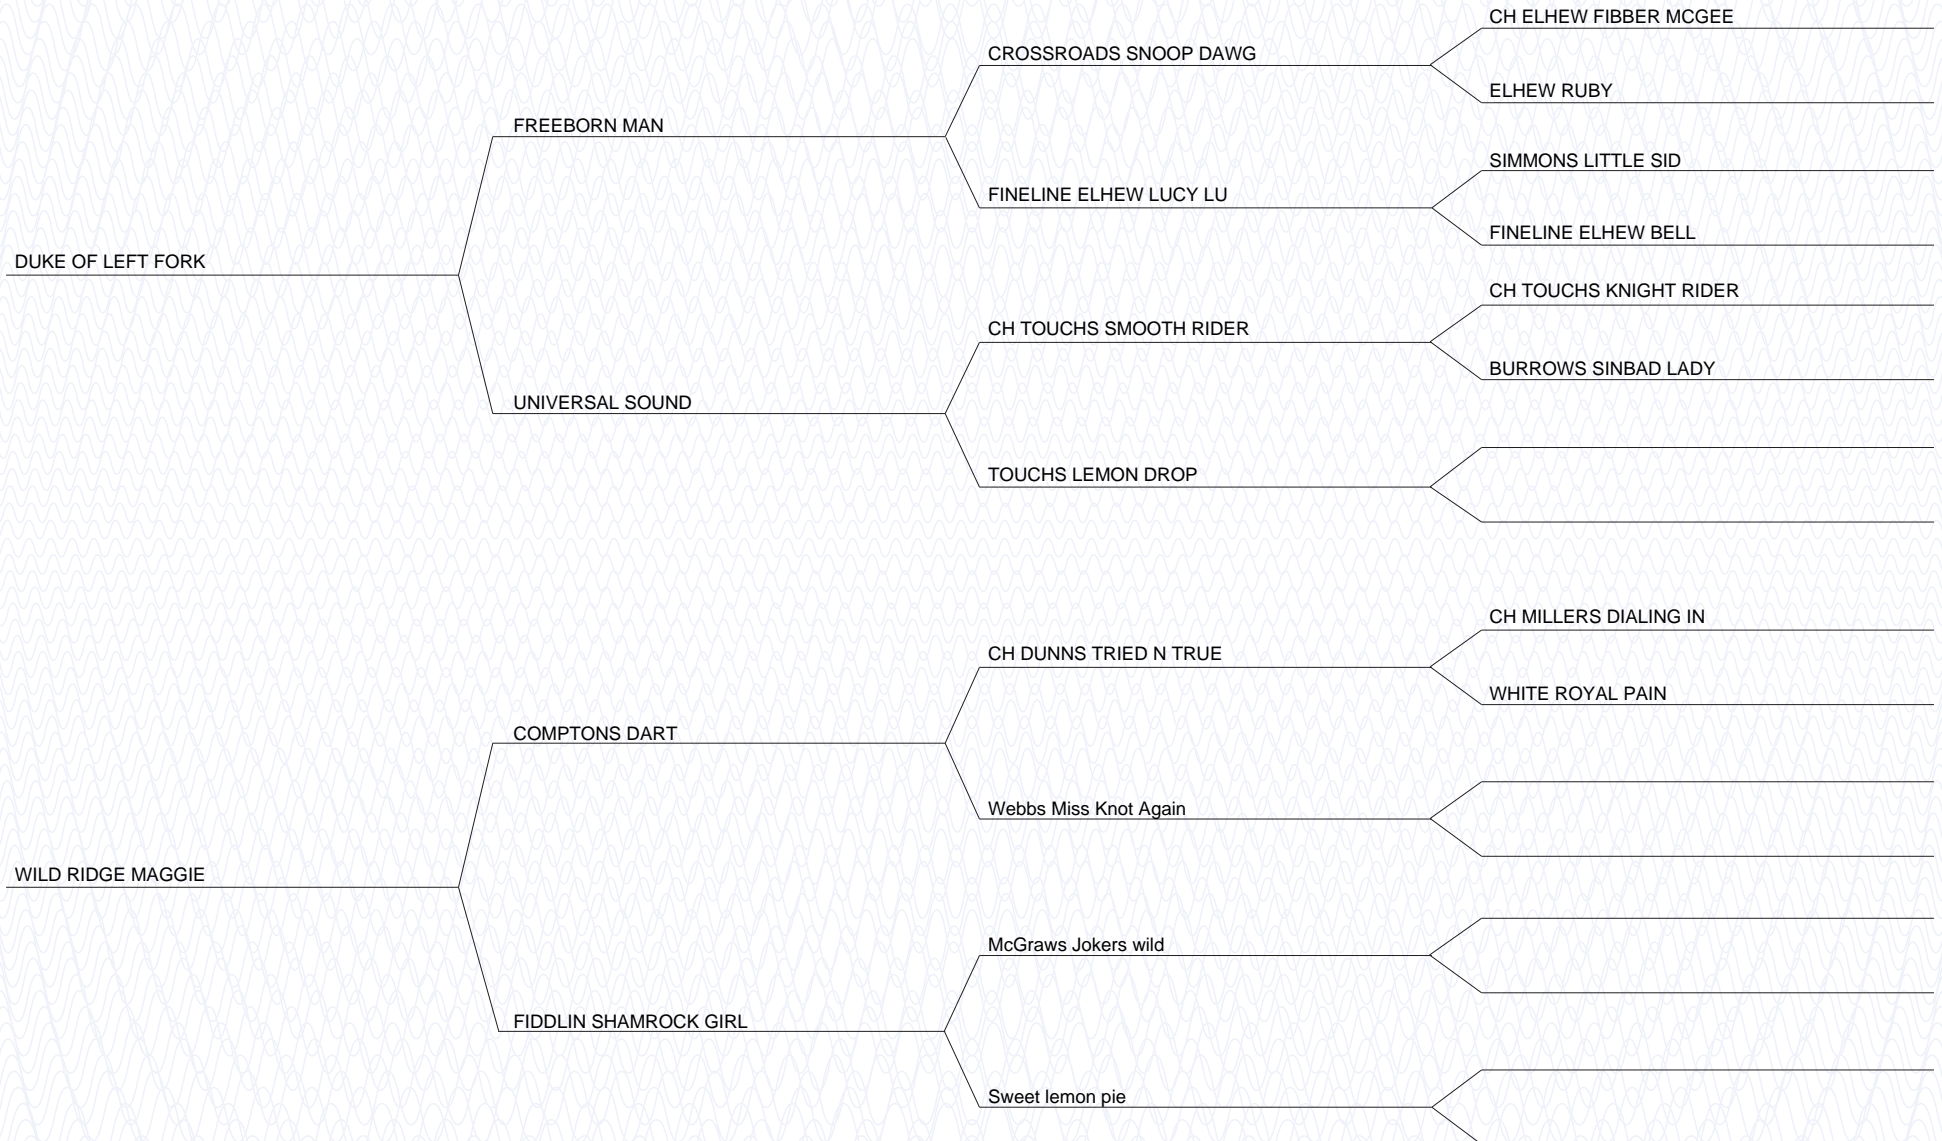 CH ELHEW FIBBER MCGEE
CROSSROADS SNOOP DAWG
ELHEW RUBY
FREEBORN MAN
SIMMONS LITTLE SID
FINELINE ELHEW LUCY LU
FINELINE ELHEW BELL
DUKE OF LEFT FORK
CH TOUCHS KNIGHT RIDER
CH TOUCHS SMOOTH RIDER
BURROWS SINBAD LADY
UNIVERSAL SOUND
TOUCHS LEMON DROP
CH MILLERS DIALING IN
CH DUNNS TRIED N TRUE
WHITE ROYAL PAIN
COMPTONS DART
Webbs Miss Knot Again
WILD RIDGE MAGGIE
McGraws Jokers wild
FIDDLIN SHAMROCK GIRL
Sweet lemon pie